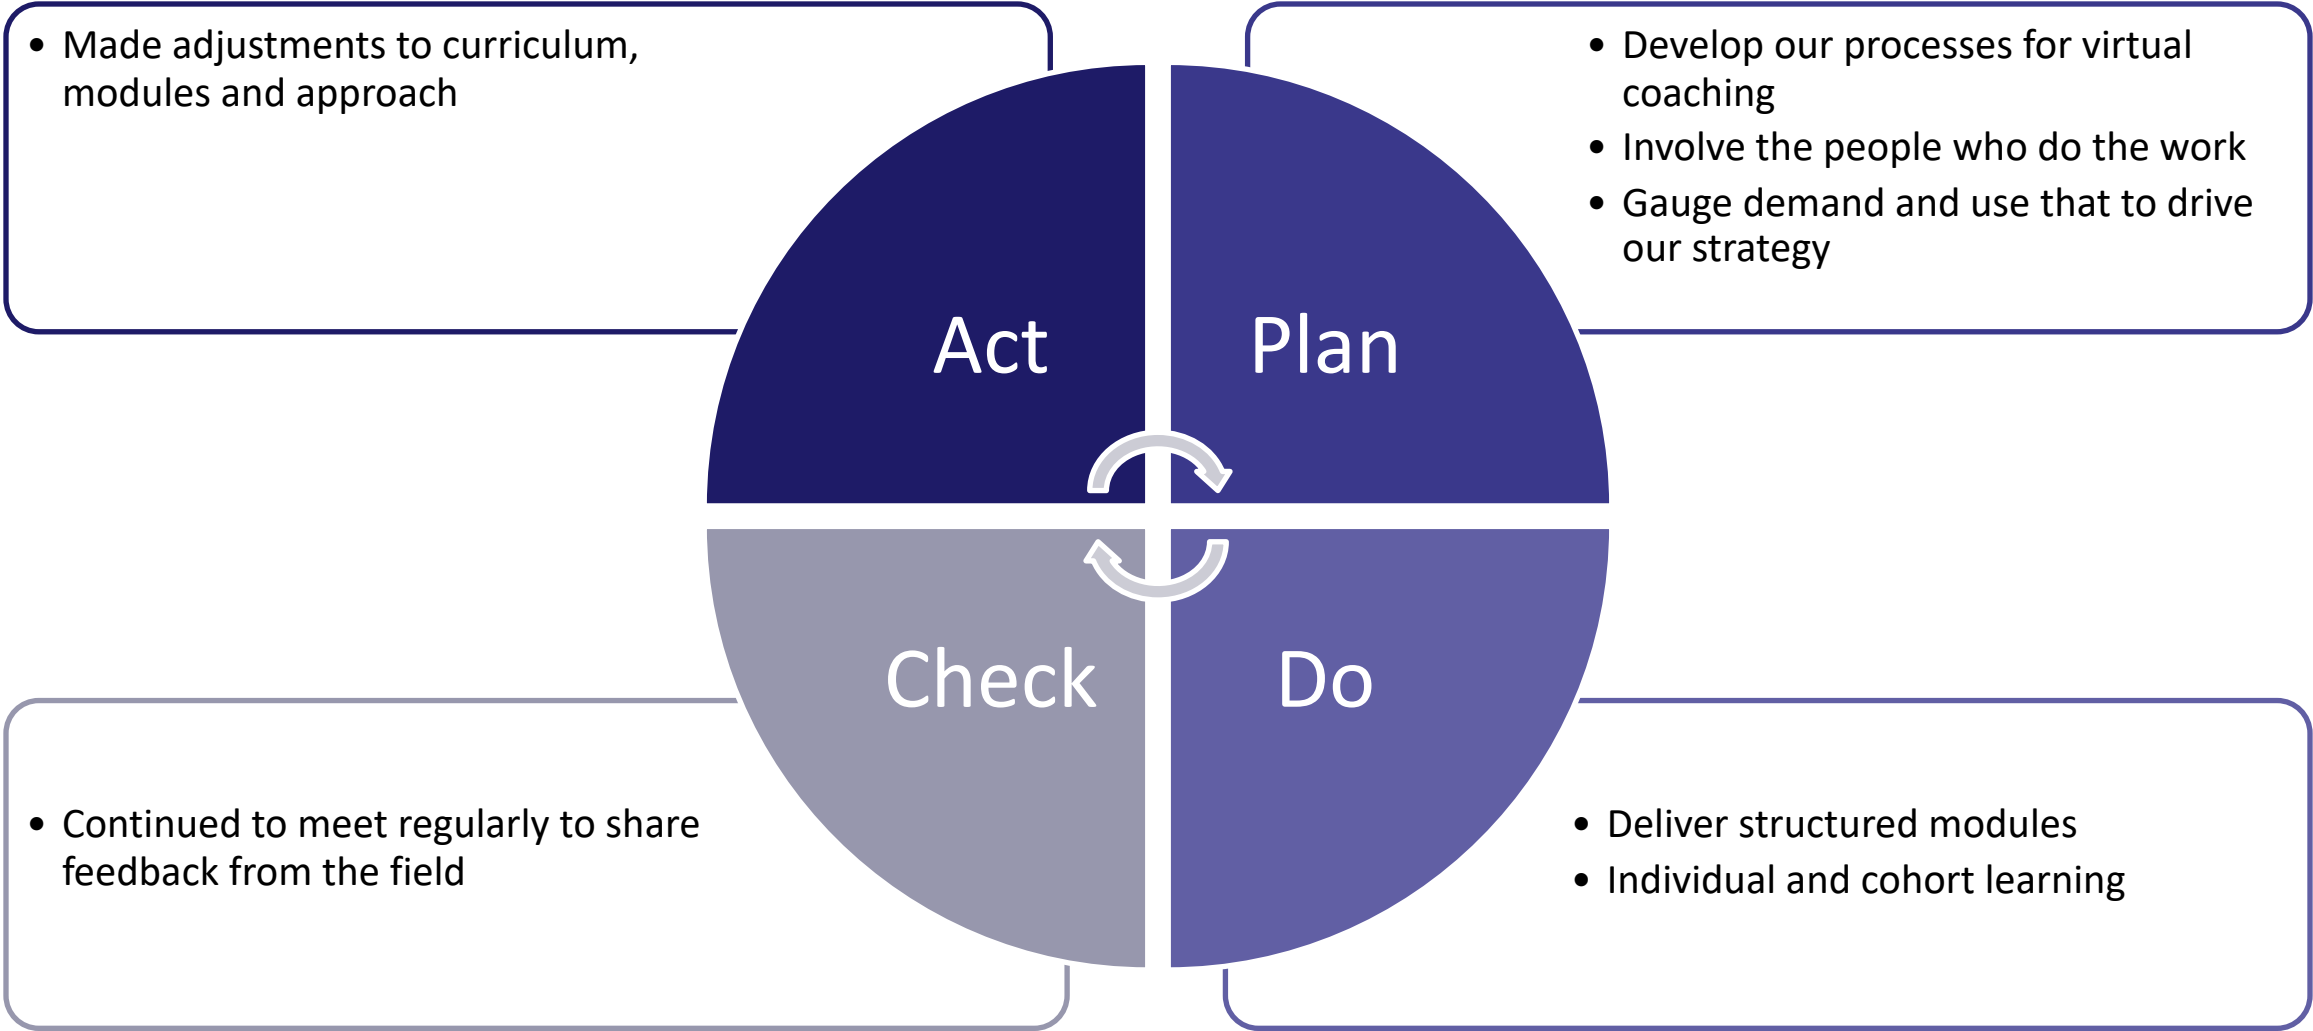 • Made adjustments to curriculum,
modules and approach
• Develop our processes for virtual
coaching
• Involve the people who do the work
• Gauge demand and use that to drive
our strategy
Act
Plan
Check
Do
• Continued to meet regularly to share
feedback from the field
• Deliver structured modules
• Individual and cohort learning